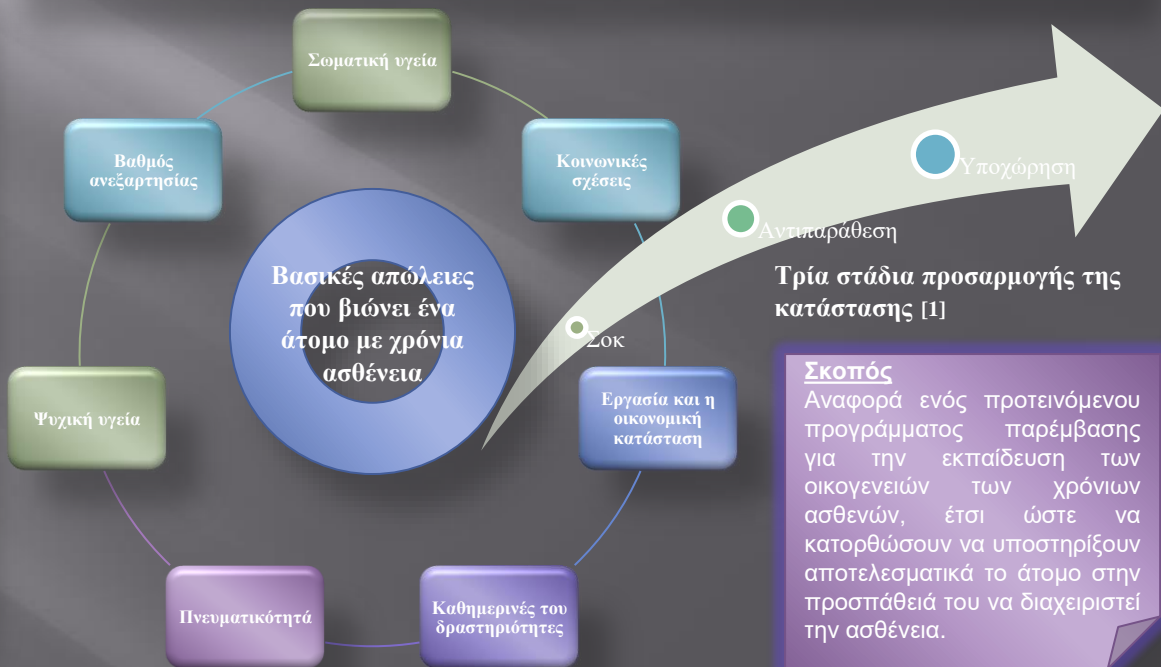 Σωματική υγεία
Βαθμός
ανεξαρτησίας
Κοινωνικές
σχέσεις
Βασικές απώλειες
που βιώνει ένα
άτομο με χρόνια
ασθένεια
Ψυχική υγεία
Εργασία και η
οικονομική
κατάσταση
Πνευματικότητά
Καθημερινές του
δραστηριότητες
Σοκ
Αντιπαράθεση
Υποχώρηση
Τρία στάδια προσαρμογής της
κατάστασης [1]
Σκοπός
Αναφορά ενός προτεινόμενου
προγράμματος παρέμβασης
για την εκπαίδευση των
οικογενειών των χρόνιων
ασθενών, έτσι ώστε να
κατορθώσουν να υποστηρίξουν
αποτελεσματικά το άτομο στην
προσπάθειά του να διαχειριστεί
την ασθένεια.